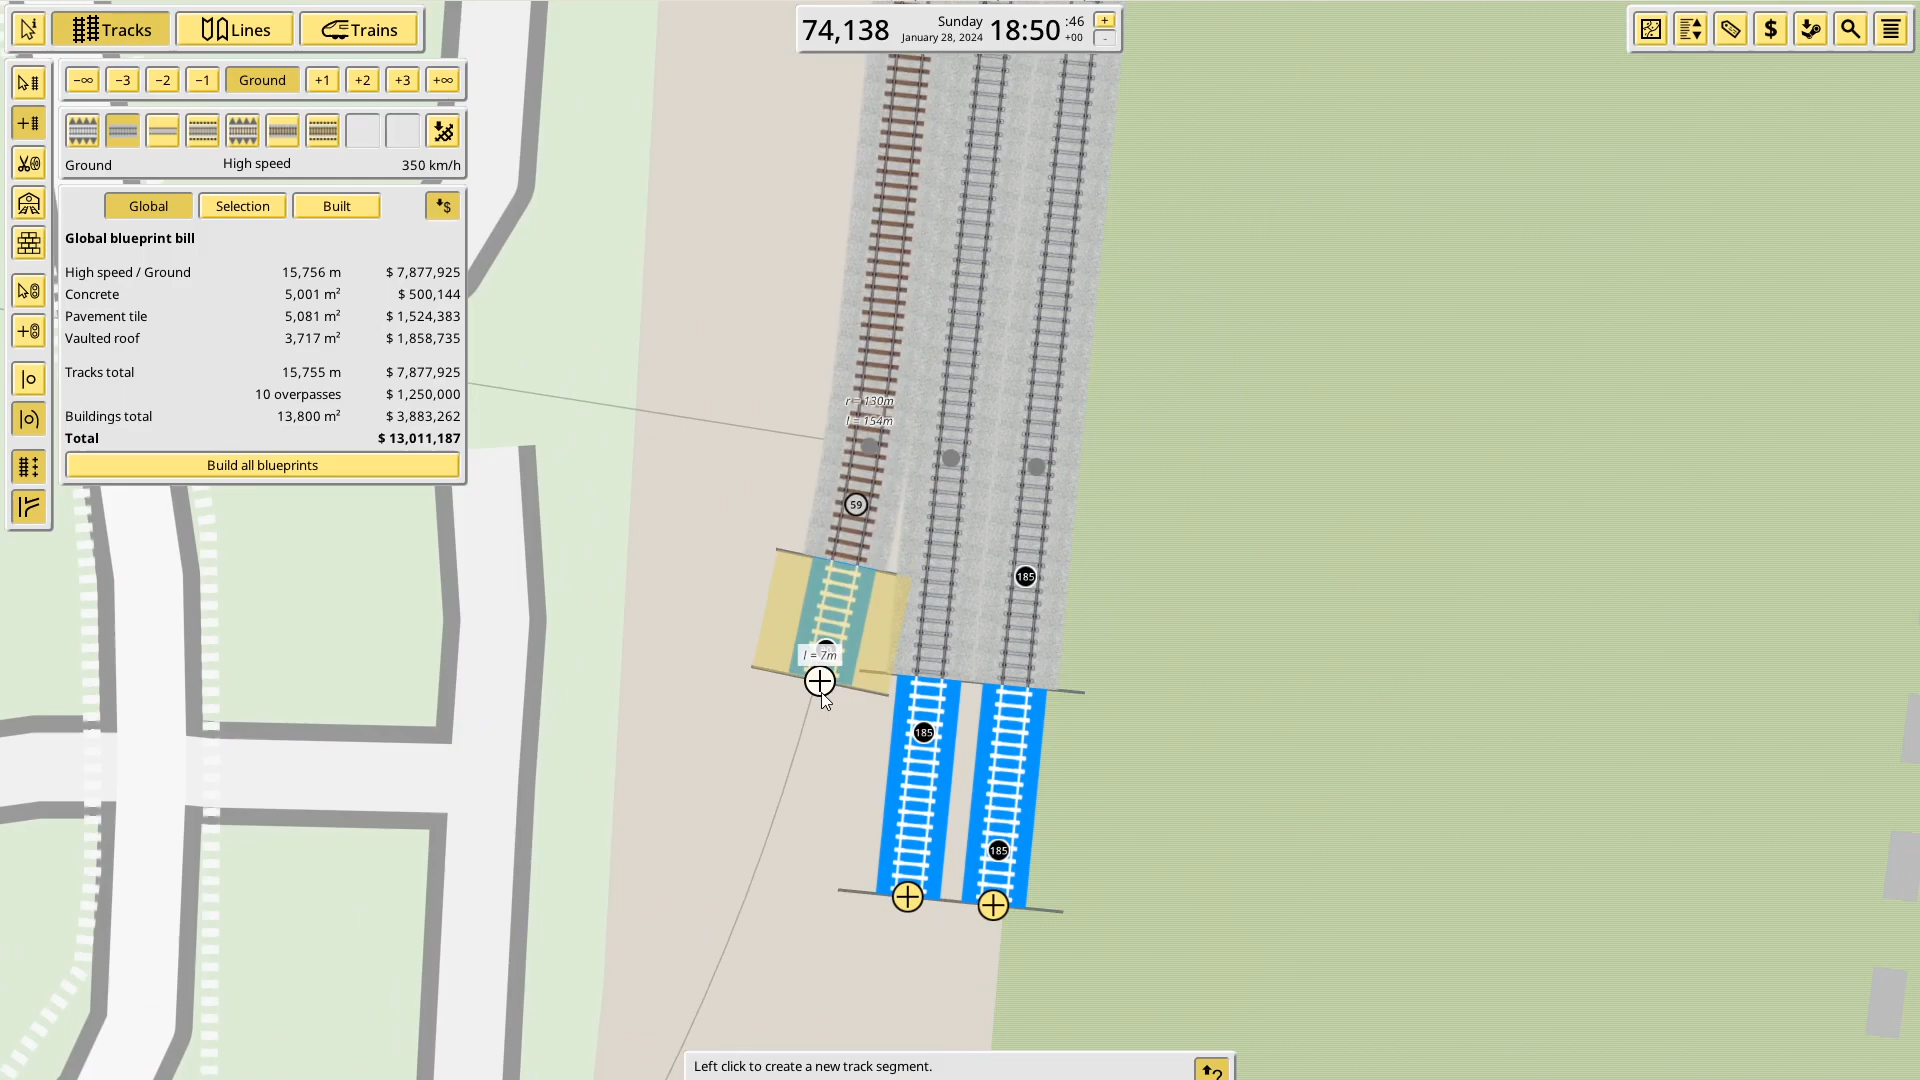 Tracks
Lines
Trains
74,138
Sunday
January 28, 2024
18:50
:46
+00
+
-
-∞
-3
-2
-1
Ground
+1
+2
+3
+∞
Ground
High speed
350 km/h
Global
Selection
Built
$
Global blueprint bill
High speed / Ground 15,756 m $ 7,877,925
Concrete 5,001 m² $ 500,144
Pavement tile 5,081 m² $ 1,524,383
Vaulted roof 3,717 m² $ 1,858,735
Tracks total 15,755 m $ 7,877,925
10 overpasses $ 1,250,000
Buildings total 13,800 m² $ 3,883,262
Total $ 13,011,187
Build all blueprints
r = 130m
l = 154m
59
185
l = 7m
185
185
Left click to create a new track segment.
?
$